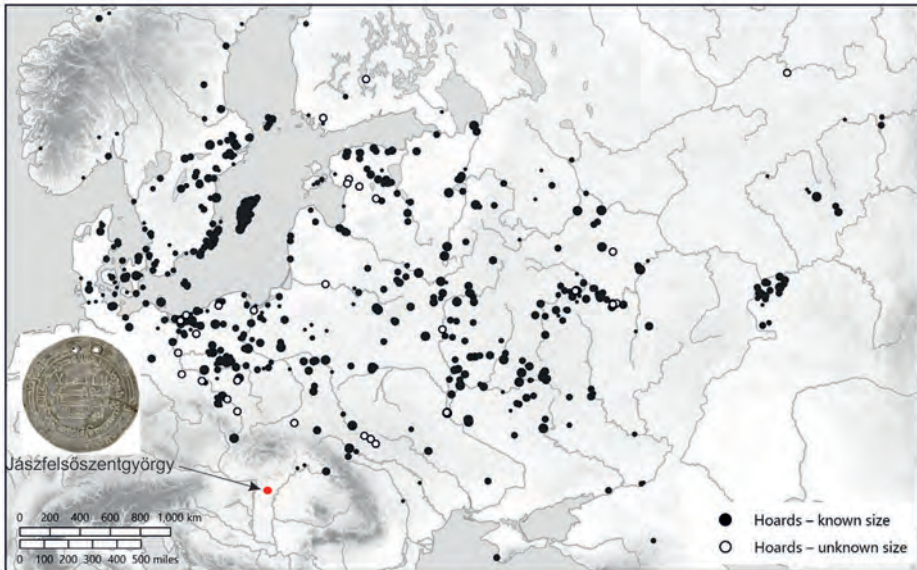 Jászfelsőszentgyörgy
0 200 400 600 800 1,000 km
0 100 200 300 400 500 miles
Hoards – known size
Hoards – unknown size